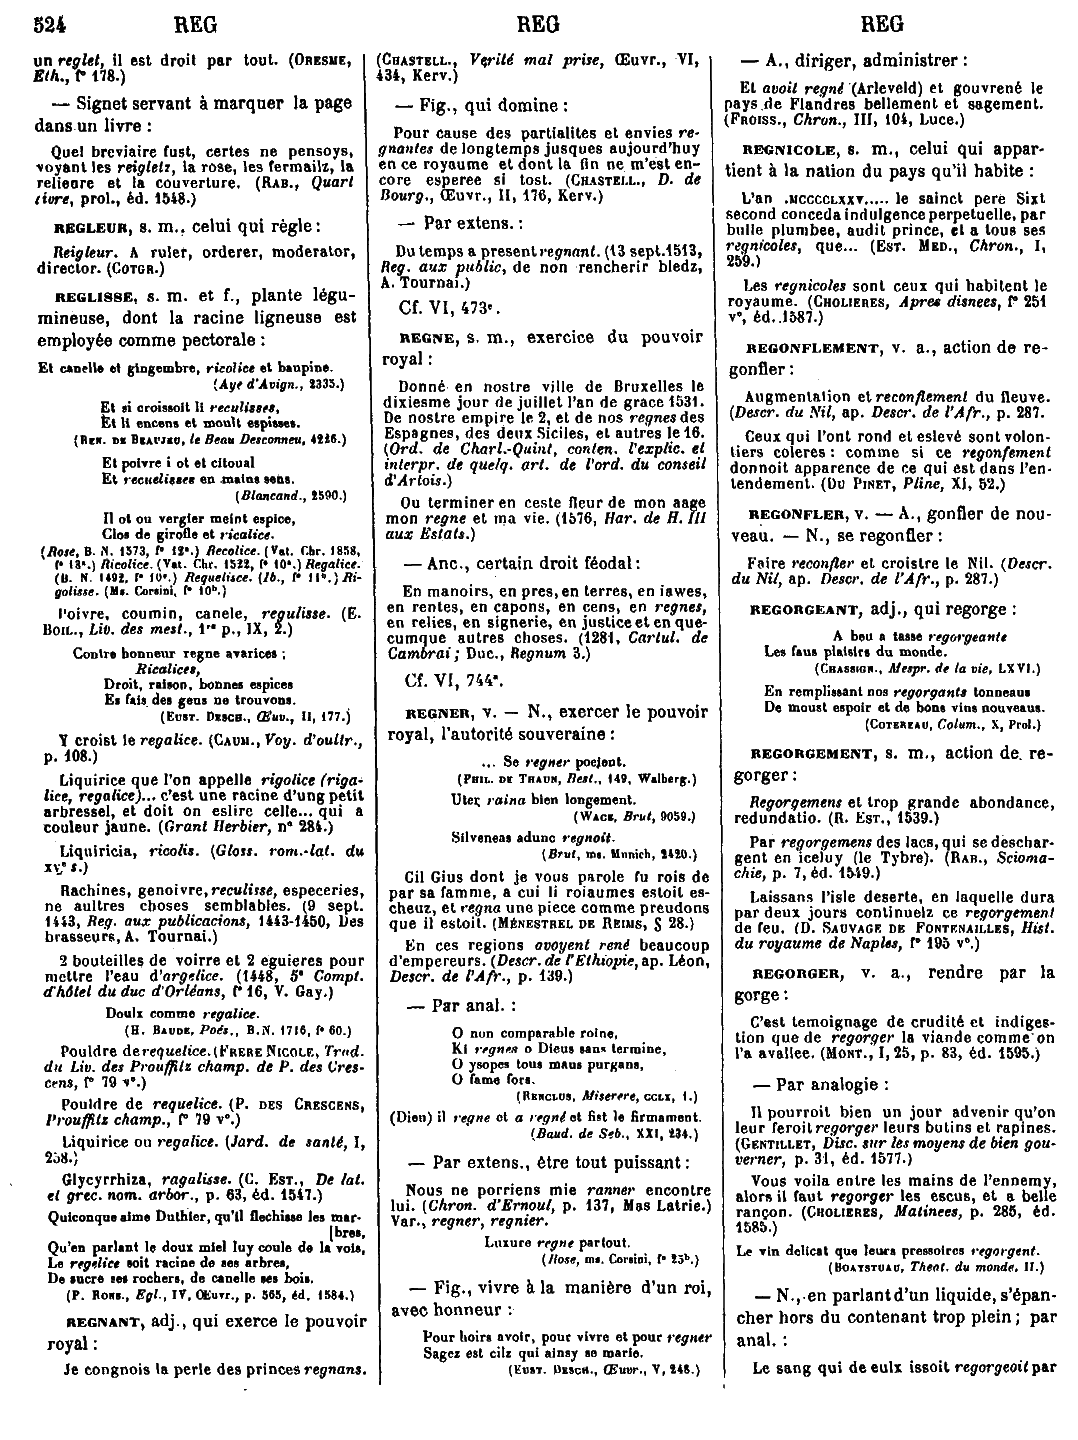 524 REG REG REG
un reglet, il est droit par tout. (ORESME,
Eth., f° 178.)
— Signet servant à marquer la page
dans un livre :
Quel breviaire fust, certes ne pensoys,
voyant les reigletz, la rose, les fermailz, la
relieure et la couverture. (RAB., Quart
livre, prol., éd. 1548.)
REGLEUR, s. m., celui qui règle :
Reigleur. A ruler, orderer, moderator,
director. (COTGR.)
REGLISSE, s. m. et f., plante légu-
mineuse, dont la racine ligneuse est
employée comme pectorale :
Et canelle et gingembre, ricolice et baupine.
(Aye d'Avign., 2335.)
Et si croissoit li reculisses,
Et li encens et moult espisses.
(REN. DE BEAUJEU, le Beau Desconneu, 4216.)
Et poivre i ot et citoual
Et recuelisses en mains sens.
(Blancand., 2590.)
Il ot ou vergier meint espice,
Clos de girofle et ricalice.
(Rose, B. N. 1573, f° 12ᵃ.) Recolice. (Vat. Chr. 1858,
f° 13ᵃ.) Ricolice. (Vat. Chr. 1522, f° 10ᵃ.) Regalice.
(B. N. 1492, f° 10ᵃ.) Requelisce. (Ib., f° 11ᵃ.) Ri-
golisse. (Ms. Corsini, f° 10ᵇ.)
Poivre, coumin, canele, regulisse. (E.
BOIL., Liv. des mest., 1ʳᵉ p., IX, 2.)
Contre honneur regne avarices ;
Ricalices,
Droit, raison, bonnes espices
Es fais des gens ne trouvons.
(EUST. DESCH., Œuv., II, 177.)
Y croist le regalice. (CAUM., Voy. d'oultr.,
p. 108.)
Liquirice que l'on appelle rigolice (riga-
lice, regalice)... c'est une racine d'ung petit
arbressel, et doit on eslire celle... qui a
couleur jaune. (Grant Herbier, n° 284.)
Liquiricia, ricolis. (Gloss. rom.-lat. du
XVᵉ s.)
Rachines, genoivre, reculisse, especeries,
ne aultres choses semblables. (9 sept.
1443, Reg. aux publicacions, 1443-1450, Des
brasseurs, A. Tournai.)
2 bouteilles de voirre et 2 eguieres pour
mettre l'eau d'argelice. (1448, 5ᵉ Compt.
d'hôtel du duc d'Orléans, f° 16, V. Gay.)
Doulx comme regalice.
(H. BAUDE, Poés., B.N. 1716, f° 60.)
Pouldre de requelice. (FRERE NICOLE, Trad.
du Liv. des Prouffilz champ. de P. des Cres-
cens, f° 79 v°.)
Pouldre de requelice. (P. DES CRESCENS,
Prouffitz champ., f° 79 v°.)
Liquirice ou regalice. (Jard. de santé, I,
258.)
Glycyrrhiza, ragalisse. (C. EST., De lat.
et grec. nom. arbor., p. 63, éd. 1547.)
Quiconque aime Duthier, qu'il flechisse les mar-
[bres,
Qu'en parlant le doux miel luy coule de la vois,
Le regelice soit racine de ses arbres,
De sucre ses rochers, de canelle ses bois.
(P. RONS., Egl., IV, Œuvr., p. 565, éd. 1584.)
REGNANT, adj., qui exerce le pouvoir
royal :
Je congnois la perle des princes regnans.
(CHASTELL., Verité mal prise, Œuvr., VI,
434, Kerv.)
— Fig., qui domine :
Pour cause des partialites et envies re-
gnantes de longtemps jusques aujourd'huy
en ce royaume et dont la fin ne m'est en-
core esperee si tost. (CHASTELL., D. de
Bourg., Œuvr., II, 176, Kerv.)
— Par extens. :
Du temps a present regnant. (13 sept. 1513,
Reg. aux public, de non rencherir bledz,
A. Tournai.)
Cf. VI, 473ᶜ.
REGNE, s. m., exercice du pouvoir
royal :
Donné en nostre ville de Bruxelles le
dixiesme jour de juillet l'an de grace 1531.
De nostre empire le 2, et de nos regnes des
Espagnes, des deux Siciles, et autres le 16.
(Ord. de Charl.-Quint, conten. l'explic. et
interpr. de quelq. art. de l'ord. du conseil
d'Artois.)
Ou terminer en ceste fleur de mon aage
mon regne et ma vie. (1576, Har. de H. III
aux Estats.)
— Anc., certain droit féodal :
En manoirs, en pres, en terres, en iawes,
en rentes, en capons, en cens, en regnes,
en relies, en signerie, en justice et en que-
cumque autres choses. (1281, Cartul. de
Cambrai ; Duc., Regnum 3.)
Cf. VI, 744ᵃ.
REGNER, v. — N., exercer le pouvoir
royal, l'autorité souveraine :
... Se regner poejent.
(PHIL. DE THAUN, Best., 149, Walberg.)
Uter raina bien longement.
(WACE, Brut, 9059.)
Silveneas adunc regnoit.
(Brut, ms. Munich, 2420.)
Cil Gius dont je vous parole fu rois de
par sa famme, a cui li roiaumes estoit es-
cheuz, et regna une piece comme preudons
que il estoit. (MÉNESTREL DE REIMS, § 28.)
En ces regions avoyent rené beaucoup
d'empereurs. (Descr. de l'Ethiopie, ap. Léon,
Descr. de l'Afr., p. 139.)
— Par anal. :
O non comparable roine,
Ki regnes o Dieus sans termine,
O ysopes tous maus purgans,
O fame fors.
(RENCLUS, Miserere, CCLX, 1.)
(Dieu) il regne et a regné et fist le firmament.
(Baud. de Seb., XXI, 234.)
— Par extens., être tout puissant :
Nous ne porriens mie ranner encontre
lui. (Chron. d'Ernoul, p. 137, Mas Latrie.)
Var., regner, regnier.
Luxure regne partout.
(Rose, ms. Corsini, f° 25ᵇ.)
— Fig., vivre à la manière d'un roi,
avec honneur :
Pour hoirs avoir, pour vivre et pour regner
Sagez est cilz qui ainsy se marie.
(EUST. DESCH., Œuvr., V, 248.)
— A., diriger, administrer :
Et avoit regné (Arleveld) et gouvrené le
pays de Flandres bellement et sagement.
(FROISS., Chron., III, 104, Luce.)
REGNICOLE, s. m., celui qui appar-
tient à la nation du pays qu'il habite :
L'an .MCCCCLXXV..... le sainct pere Sixt
second conceda indulgence perpetuelle, par
bulle plumbee, audit prince, et a tous ses
regnicoles, que... (EST. MED., Chron., I,
259.)
Les regnicoles sont ceux qui habitent le
royaume. (CHOLIERES, Apres disnees, f° 251
v°, éd. 1587.)
REGONFLEMENT, v. a., action de re-
gonfler :
Augmentation et reconflement du fleuve.
(Descr. du Nil, ap. Descr. de l'Afr., p. 287.
Ceux qui l'ont rond et eslevé sont volon-
tiers coleres : comme si ce regonfement
donnoit apparence de ce qui est dans l'en-
tendement. (DU PINET, Pline, XI, 52.)
REGONFLER, v. — A., gonfler de nou-
veau. — N., se regonfler :
Faire reconfler et croistre le Nil. (Descr.
du Nil, ap. Descr. de l'Afr., p. 287.)
REGORGEANT, adj., qui regorge :
A beu a tasse regorgeante
Les faus plaisirs du monde.
(CHASSIGN., Mespr. de la vie, LXVI.)
En remplissant nos regorgants tonneaus
De moust espoir et de bons vins nouveaus.
(COTEREAU, Colum., X, Prol.)
REGORGEMENT, s. m., action de re-
gorger :
Regorgemens et trop grande abondance,
redundatio. (R. EST., 1539.)
Par regorgemens des lacs, qui se deschar-
gent en iceluy (le Tybre). (RAB., Scioma-
chie, p. 7, éd. 1549.)
Laissans l'isle deserte, en laquelle dura
par deux jours continuelz ce regorgement
de feu. (D. SAUVAGE DE FONTENAILLES, Hist.
du royaume de Naples, f° 195 v°.)
REGORGER, v. a., rendre par la
gorge :
C'est temoignage de crudité et indiges-
tion que de regorger la viande comme on
l'a avallee. (MONT., I, 25, p. 83, éd. 1595.)
— Par analogie :
Il pourroit bien un jour advenir qu'on
leur feroit regorger leurs butins et rapines.
(GENTILLET, Disc. sur les moyens de bien gou-
verner, p. 31, éd. 1577.)
Vous voila entre les mains de l'ennemy,
alors il faut regorger les escus, et a belle
rançon. (CHOLIERES, Matinees, p. 285, éd.
1585.)
Le vin delicat que leurs pressoirs regorgent.
(BOAYSTUAU, Theat. du monde, II.)
— N., en parlant d'un liquide, s'épan-
cher hors du contenant trop plein ; par
anal. :
Le sang qui de eulx issoit regorgeoit par